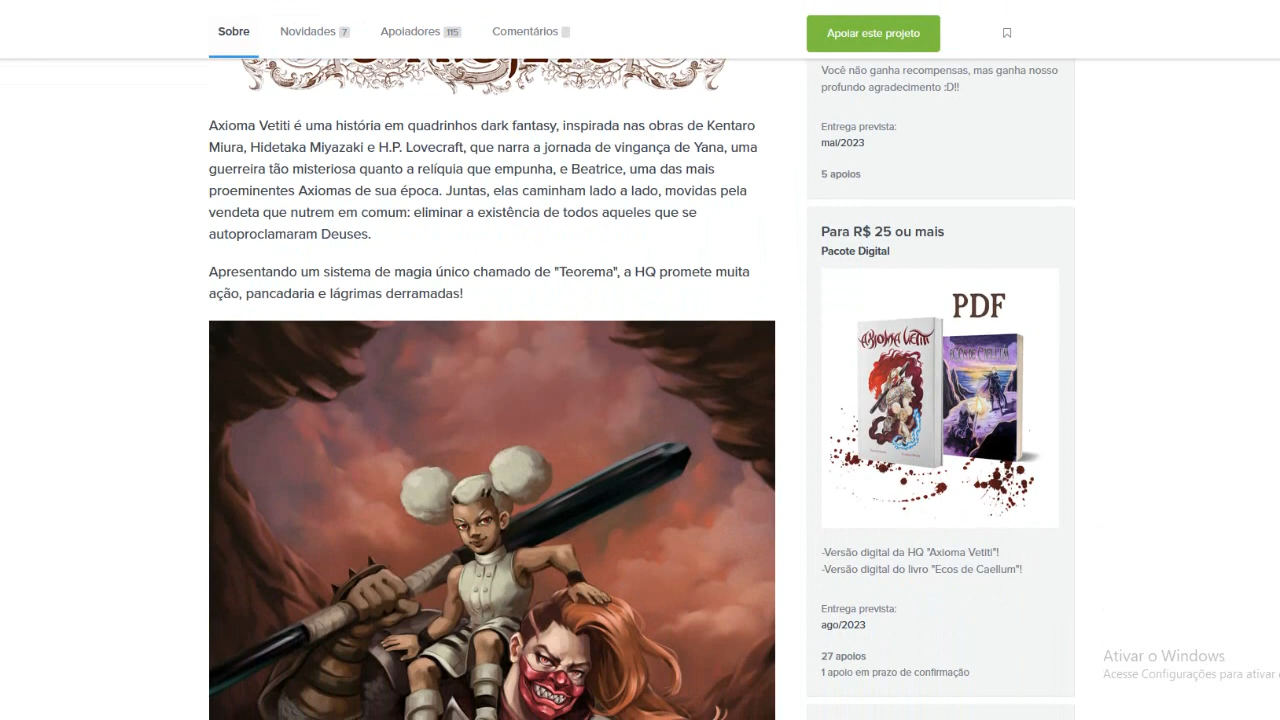 Sobre
Novidades 7
Apoiadores 115
Comentários
Apoiar este projeto
Axioma Vetiti é uma história em quadrinhos dark fantasy, inspirada nas obras de Kentaro
Miura, Hidetaka Miyazaki e H.P. Lovecraft, que narra a jornada de vingança de Yana, uma
guerreira tão misteriosa quanto a relíquia que empunha, e Beatrice, uma das mais
proeminentes Axiomas de sua época. Juntas, elas caminham lado a lado, movidas pela
vendeta que nutrem em comum: eliminar a existência de todos aqueles que se
autoproclamaram Deuses.
Apresentando um sistema de magia único chamado de "Teorema", a HQ promete muita
ação, pancadaria e lágrimas derramadas!
Você não ganha recompensas, mas ganha nosso
profundo agradecimento :D!!
Entrega prevista:
mai/2023
5 apoios
Para R$ 25 ou mais
Pacote Digital
PDF
AXIOMA VETITI
ECOS DE CAELLUM
-Versão digital da HQ "Axioma Vetiti"!
-Versão digital do livro "Ecos de Caellum"!
Entrega prevista:
ago/2023
27 apoios
1 apoio em prazo de confirmação
Ativar o Windows
Acesse Configurações para ativar